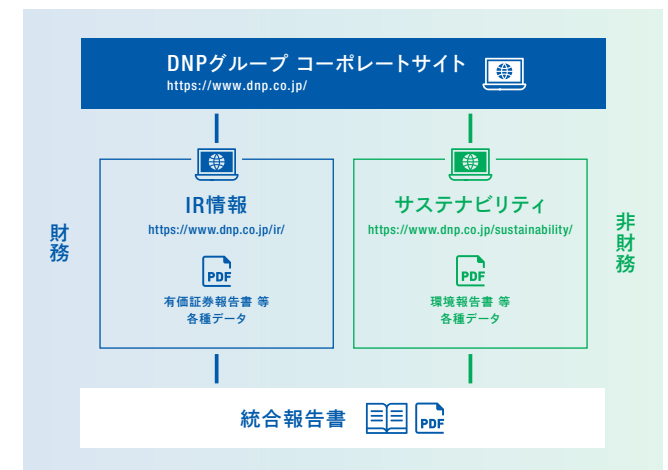 DNPグループ コーポレートサイト
https://www.dnp.co.jp/
財務
IR情報
https://www.dnp.co.jp/ir/
PDF
有価証券報告書 等
各種データ
サステナビリティ
https://www.dnp.co.jp/sustainability/
PDF
環境報告書 等
各種データ
非財務
統合報告書
PDF